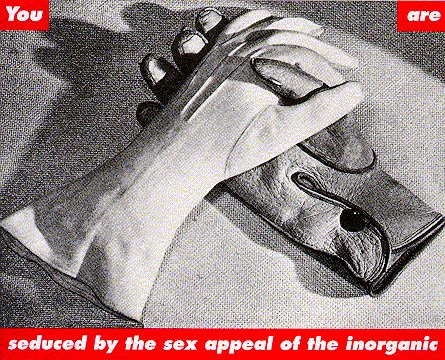 You are
seduced by the sex appeal of the inorganic